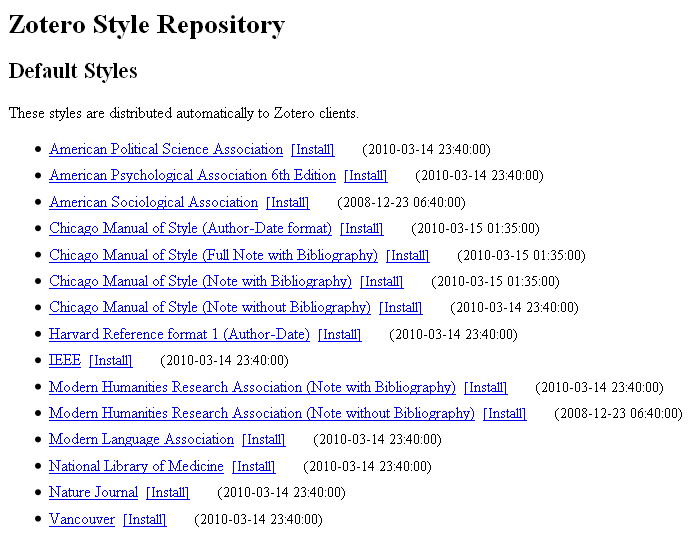 Zotero Style Repository
Default Styles
These styles are distributed automatically to Zotero clients.
American Political Science Association [Install] (2010-03-14 23:40:00)
American Psychological Association 6th Edition [Install] (2010-03-14 23:40:00)
American Sociological Association [Install] (2008-12-23 06:40:00)
Chicago Manual of Style (Author-Date format) [Install] (2010-03-15 01:35:00)
Chicago Manual of Style (Full Note with Bibliography) [Install] (2010-03-15 01:35:00)
Chicago Manual of Style (Note with Bibliography) [Install] (2010-03-15 01:35:00)
Chicago Manual of Style (Note without Bibliography) [Install] (2010-03-14 23:40:00)
Harvard Reference format 1 (Author-Date) [Install] (2010-03-14 23:40:00)
IEEE [Install] (2010-03-14 23:40:00)
Modern Humanities Research Association (Note with Bibliography) [Install] (2010-03-14 23:40:00)
Modern Humanities Research Association (Note without Bibliography) [Install] (2008-12-23 06:40:00)
Modern Language Association [Install] (2010-03-14 23:40:00)
National Library of Medicine [Install] (2010-03-14 23:40:00)
Nature Journal [Install] (2010-03-14 23:40:00)
Vancouver [Install] (2010-03-14 23:40:00)